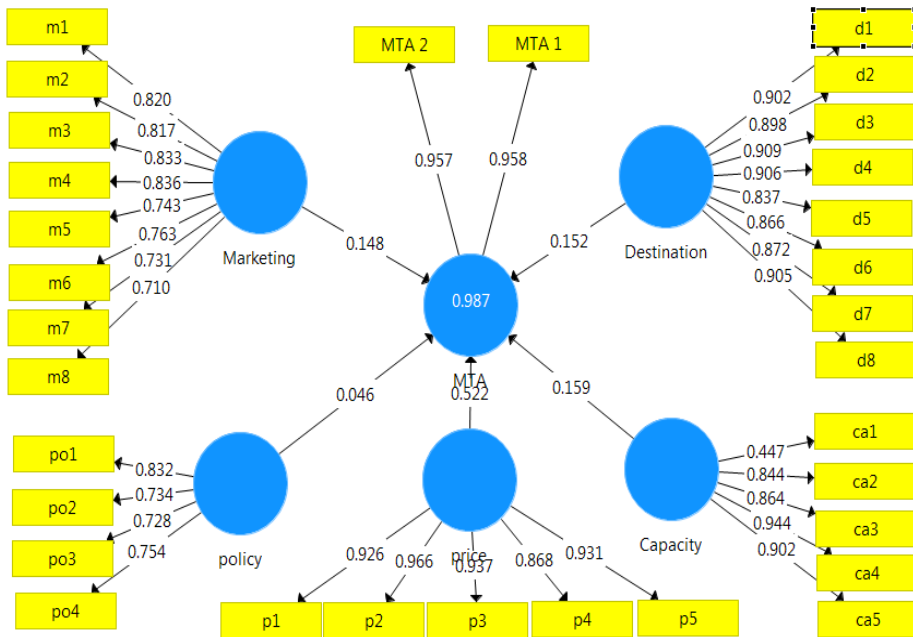 m1
m2
m3
m4
m5
m6
m7
m8
0.820
0.817
0.833
0.836
0.743
0.763
0.731
0.710
Marketing
0.148
MTA 2
MTA 1
0.957
0.958
0.987
MTA
d1
d2
d3
d4
d5
d6
d7
d8
0.902
0.898
0.909
0.906
0.837
0.866
0.872
0.905
Destination
0.152
po1
po2
po3
po4
0.832
0.734
0.728
0.754
policy
0.046
0.522
price
0.926
0.966
0.937
0.868
0.931
p1
p2
p3
p4
p5
0.159
Capacity
0.447
0.844
0.864
0.944
0.902
ca1
ca2
ca3
ca4
ca5